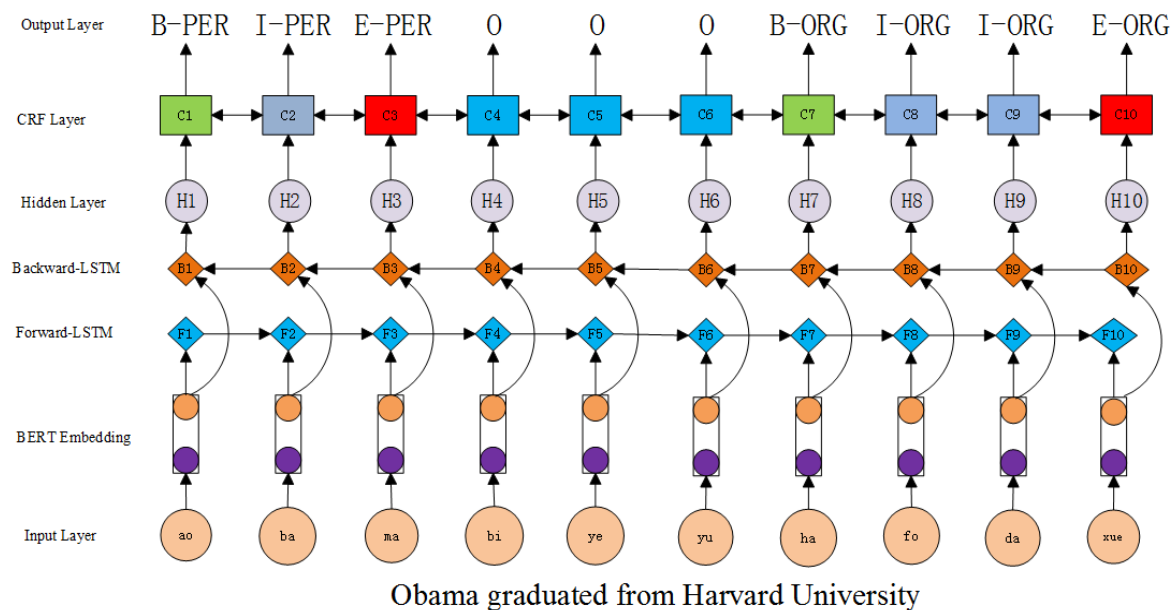 Output Layer B-PER I-PER E-PER O O O B-ORG I-ORG I-ORG E-ORG
CRF Layer C1 C2 C3 C4 C5 C6 C7 C8 C9 C10
Hidden Layer H1 H2 H3 H4 H5 H6 H7 H8 H9 H10
Backward-LSTM B1 B2 B3 B4 B5 B6 B7 B8 B9 B10
Forward-LSTM F1 F2 F3 F4 F5 F6 F7 F8 F9 F10
BERT Embedding
Input Layer ao ba ma bi ye yu ha fo da xue
Obama graduated from Harvard University